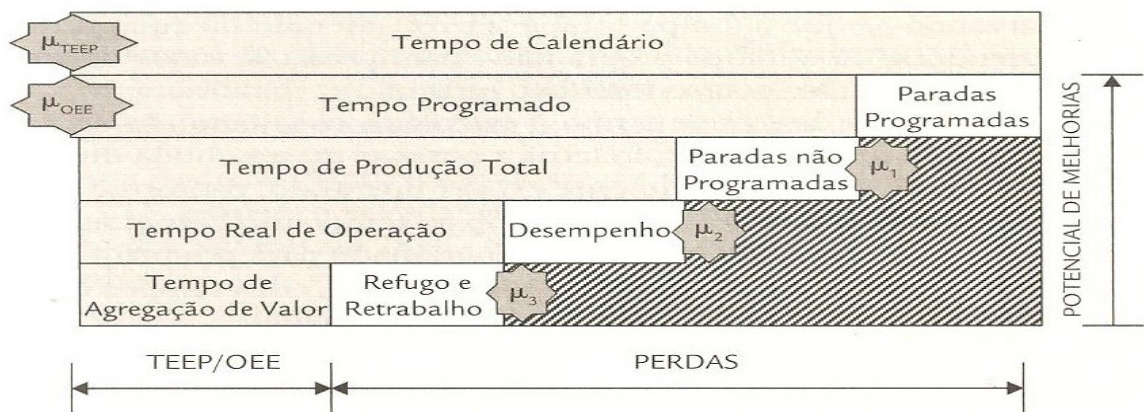 μTEEP
Tempo de Calendário
μOEE
Tempo Programado
Paradas
Programadas
Tempo de Produção Total
Paradas não
Programadas
μ1
Tempo Real de Operação
Desempenho
μ2
Tempo de
Agregação de Valor
Refugo e
Retrabalho
μ3
POTENCIAL DE MELHORIAS
TEEP/OEE
PERDAS